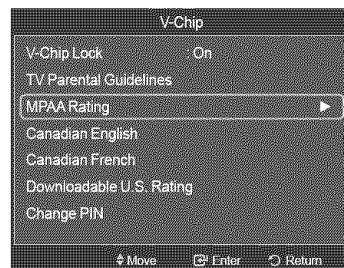 V-Chip
V-Chip Lock : On
TV Parental Guidelines
MPAA Rating
Canadian English
Canadian French
Downloadable U.S. Rating
Change PIN
Move Enter Return